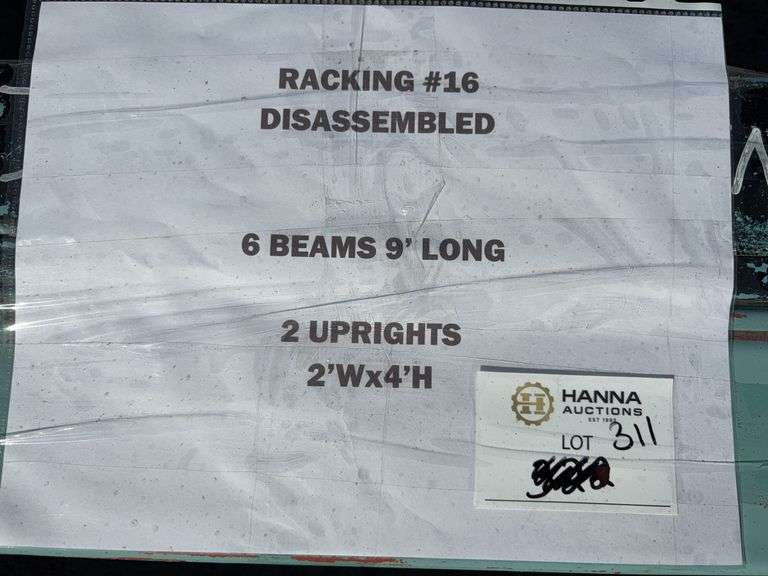 RACKING #16
DISASSEMBLED
6 BEAMS 9' LONG
2 UPRIGHTS
2'Wx4'H
HANNA
AUCTIONS
LOT 311